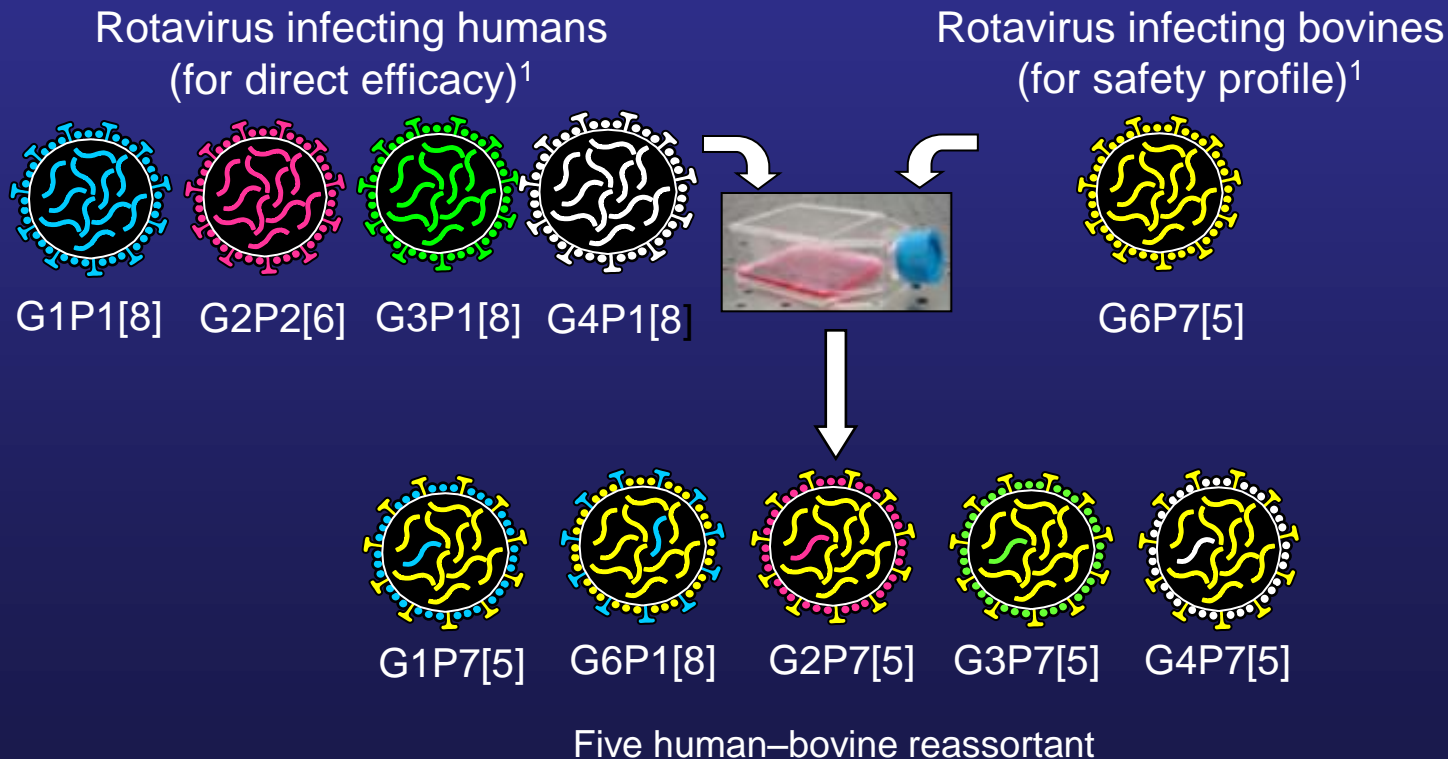 Rotavirus infecting humans
(for direct efficacy)¹
Rotavirus infecting bovines
(for safety profile)¹
G1P1[8] G2P2[6] G3P1[8] G4P1[8]
G6P7[5]
G1P7[5] G6P1[8] G2P7[5] G3P7[5] G4P7[5]
Five human–bovine reassortant